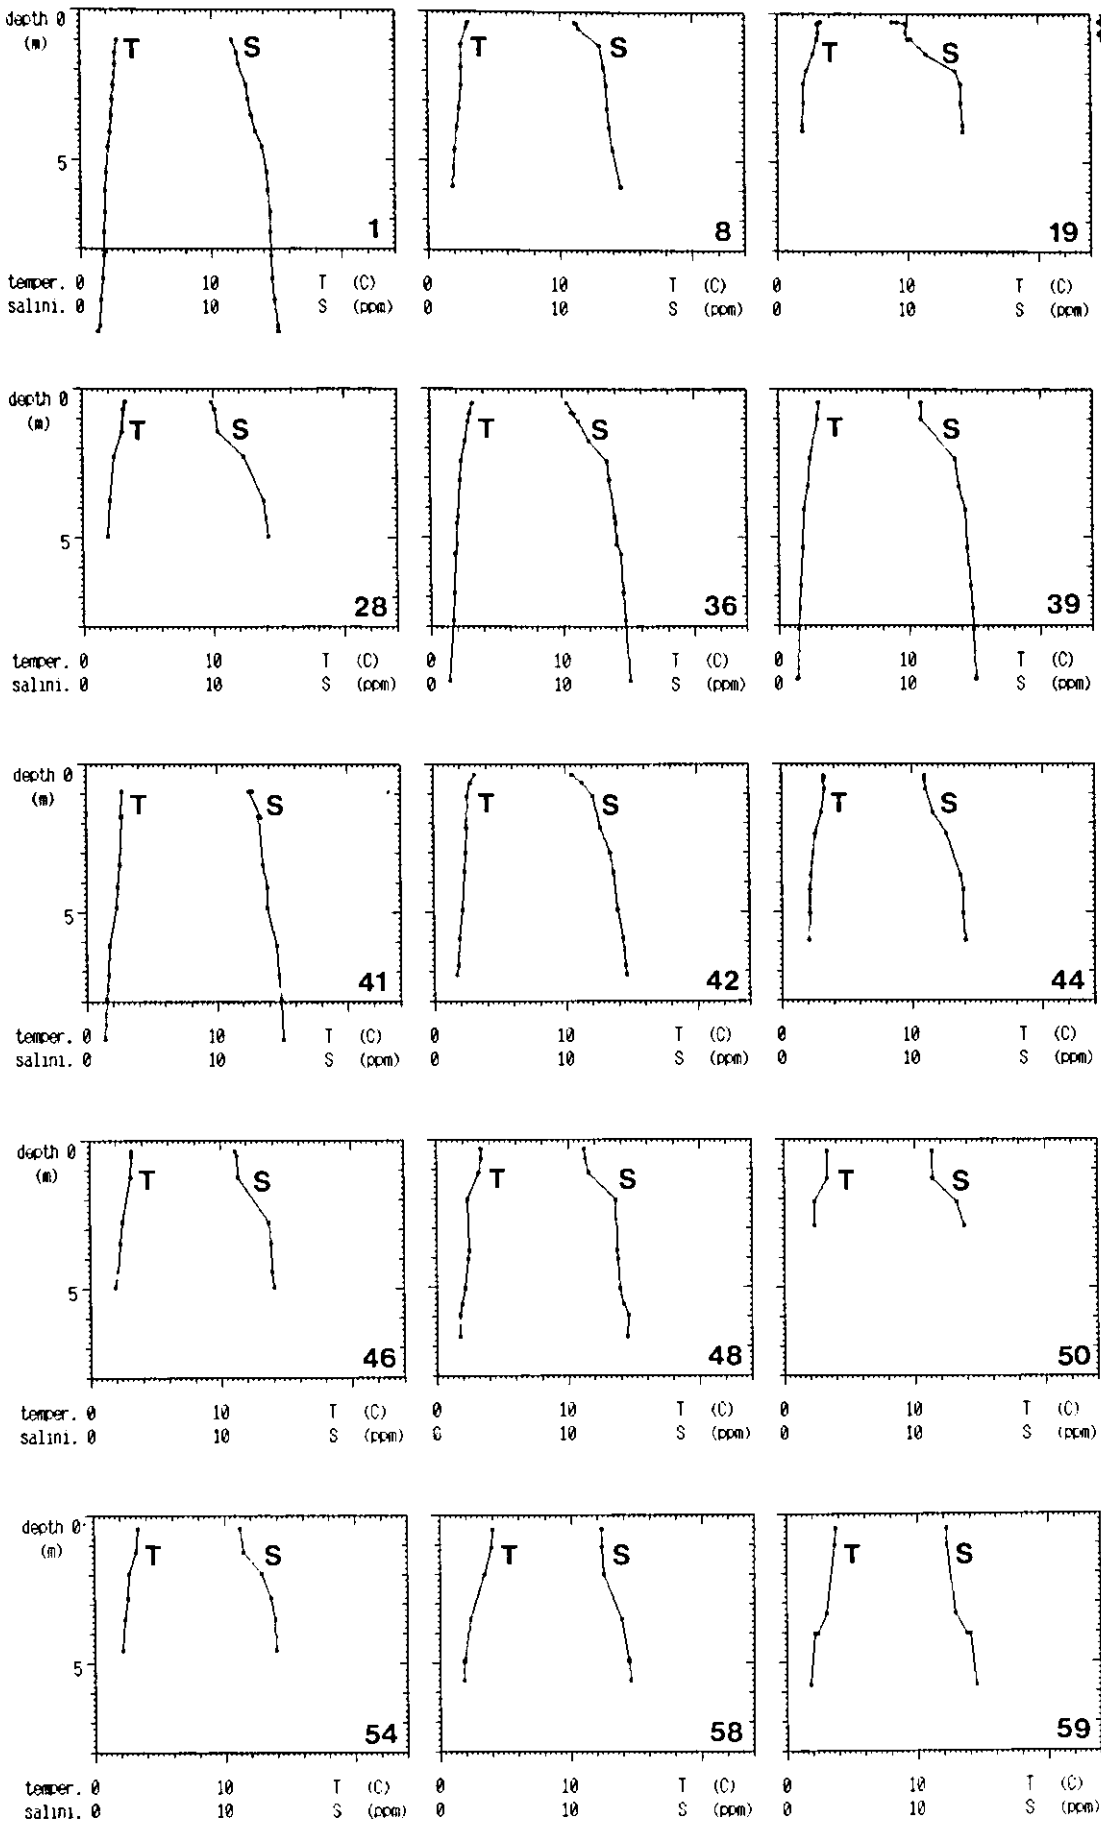 depth 0
(m)
T S
5
1
T S
8
T S
19
temper. 0 10 T (C)
salini. 0 10 S (ppm)
0 10 T (C)
0 10 S (ppm)
0 10 T (C)
0 10 S (ppm)
depth 0
(m)
T S
5
28
T S
36
T S
39
temper. 0 10 T (C)
salini. 0 10 S (ppm)
0 10 T (C)
0 10 S (ppm)
0 10 T (C)
0 10 S (ppm)
depth 0
(m)
T S
5
41
T S
42
T S
44
temper. 0 10 T (C)
salini. 0 10 S (ppm)
0 10 T (C)
0 10 S (ppm)
0 10 T (C)
0 10 S (ppm)
depth 0
(m)
T S
5
46
T S
48
T S
50
temper. 0 10 T (C)
salini. 0 10 S (ppm)
0 10 T (C)
0 10 S (ppm)
0 10 T (C)
0 10 S (ppm)
depth 0
(m)
T S
5
54
T S
58
T S
59
temper. 0 10 T (C)
salini. 0 10 S (ppm)
0 10 T (C)
0 10 S (ppm)
0 10 T (C)
0 10 S (ppm)